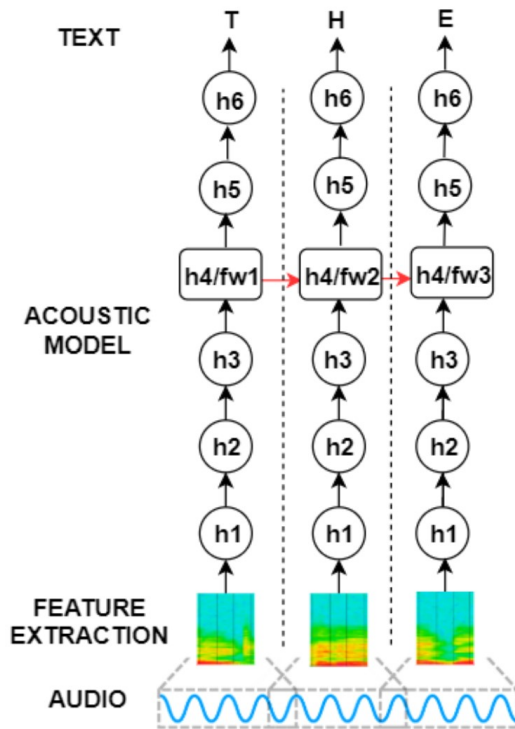 TEXT
T H E
h6 h6 h6
h5 h5 h5
h4/fw1 h4/fw2 h4/fw3
ACOUSTIC
MODEL
h3 h3 h3
h2 h2 h2
h1 h1 h1
FEATURE
EXTRACTION
AUDIO